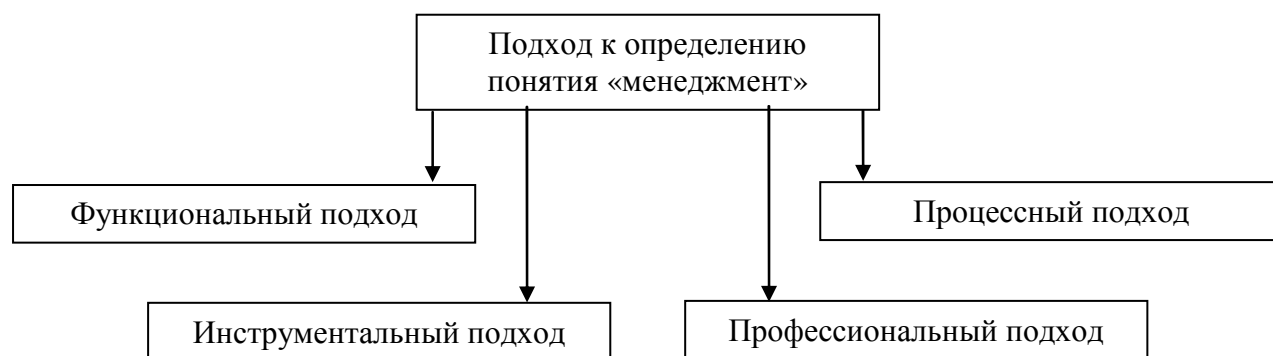 Подход к определению
понятия «менеджмент»
Функциональный подход
Процессный подход
Инструментальный подход
Профессиональный подход